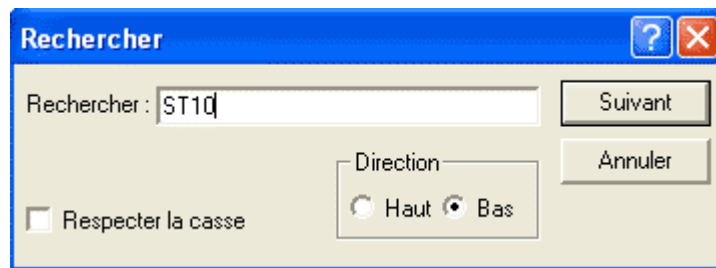 Rechercher
Rechercher : ST10
Suivant
Direction
Annuler
Haut Bas
Respecter la casse